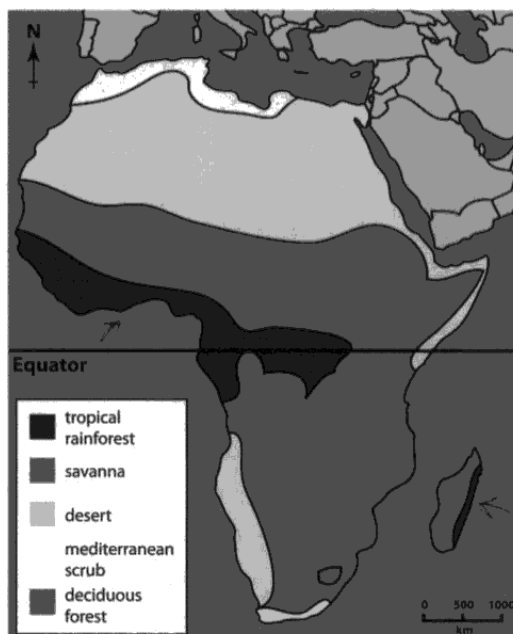 N
Equator
tropical
rainforest
savanna
desert
mediterranean
scrub
deciduous
forest
0 500 1000
km